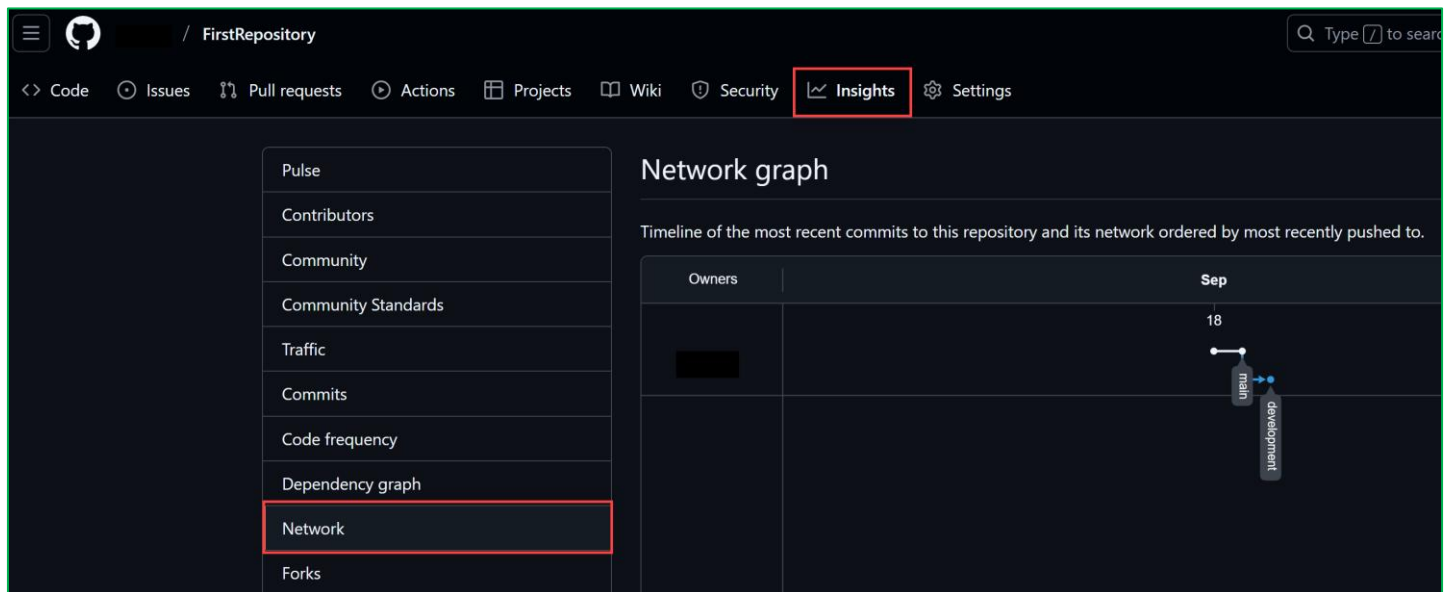 / FirstRepository
Type / to searc
<> Code Issues Pull requests Actions Projects Wiki Security Insights Settings
Pulse
Contributors
Community
Community Standards
Traffic
Commits
Code frequency
Dependency graph
Network
Forks
Network graph
Timeline of the most recent commits to this repository and its network ordered by most recently pushed to.
Owners Sep
18
main
development